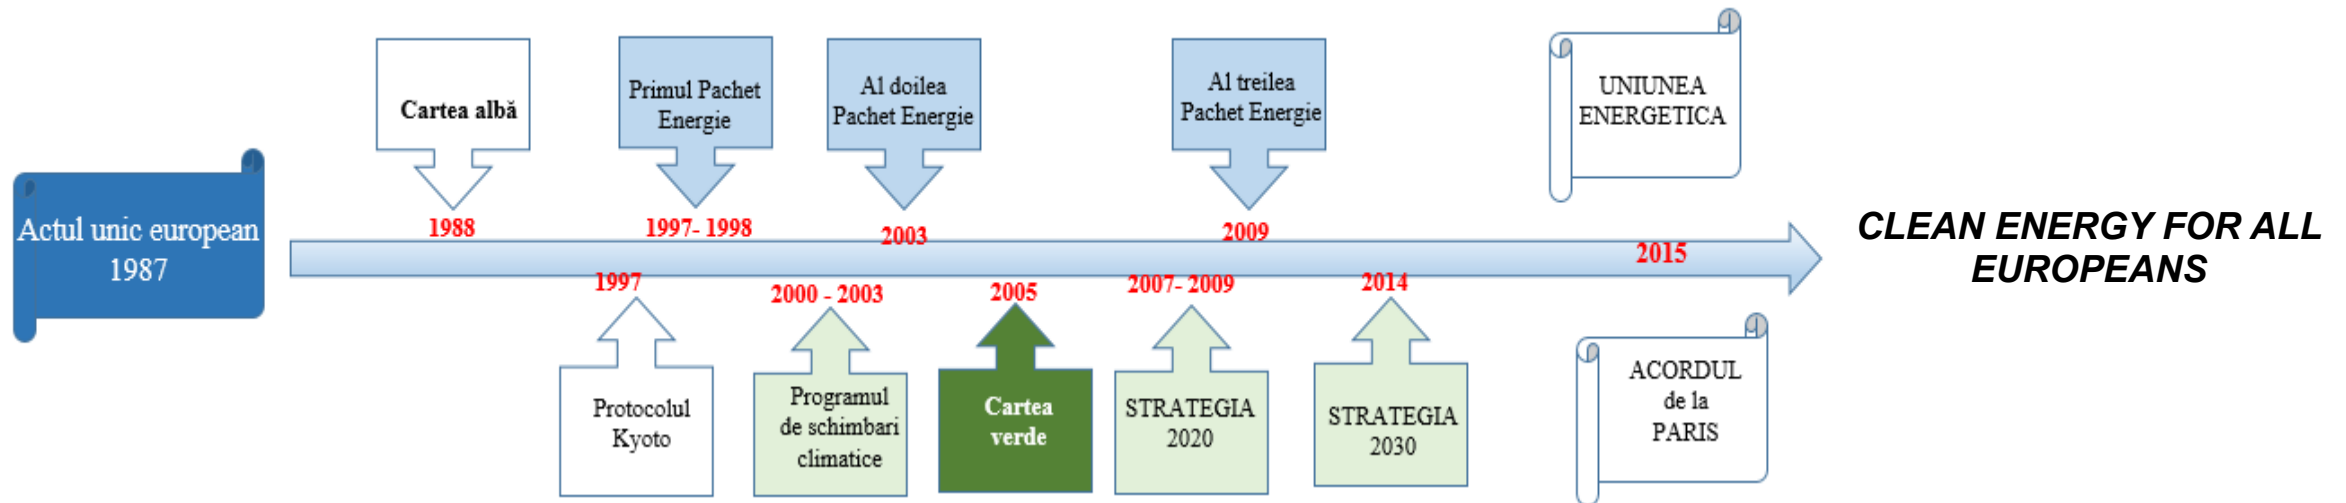 Actul unic european
1987
Cartea albă
1988
Primul Pachet
Energie
1997- 1998
Al doilea
Pachet Energie
2003
Al treilea
Pachet Energie
2009
UNIUNEA
ENERGETICA
2015
1997
Protocolul
Kyoto
2000 - 2003
Programul
de schimbari
climatice
2005
Cartea
verde
2007- 2009
STRATEGIA
2020
2014
STRATEGIA
2030
ACORDUL
de la
PARIS
CLEAN ENERGY FOR ALL
EUROPEANS